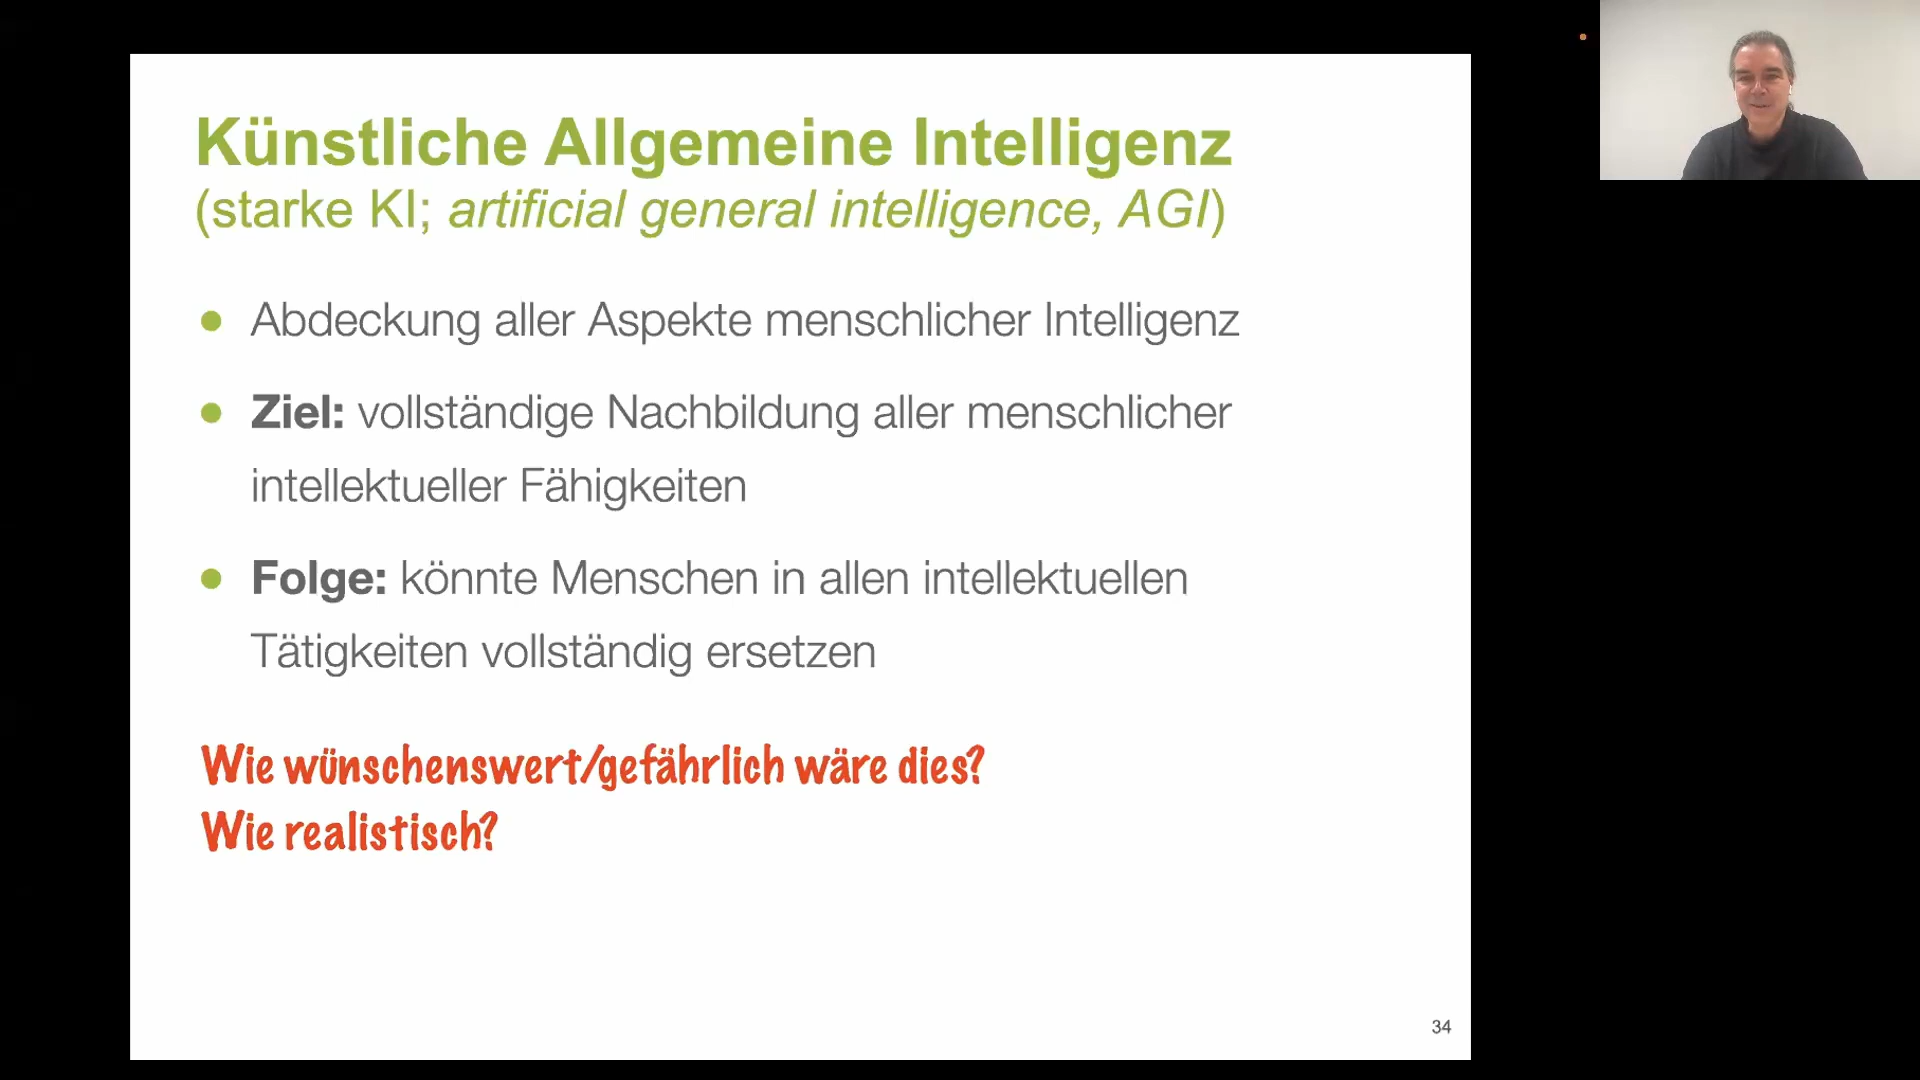 Künstliche Allgemeine Intelligenz
(starke KI; artificial general intelligence, AGI)
● Abdeckung aller Aspekte menschlicher Intelligenz
● Ziel: vollständige Nachbildung aller menschlicher
intellektueller Fähigkeiten
● Folge: könnte Menschen in allen intellektuellen
Tätigkeiten vollständig ersetzen
Wie wünschenswert/gefährlich wäre dies?
Wie realistisch?
34